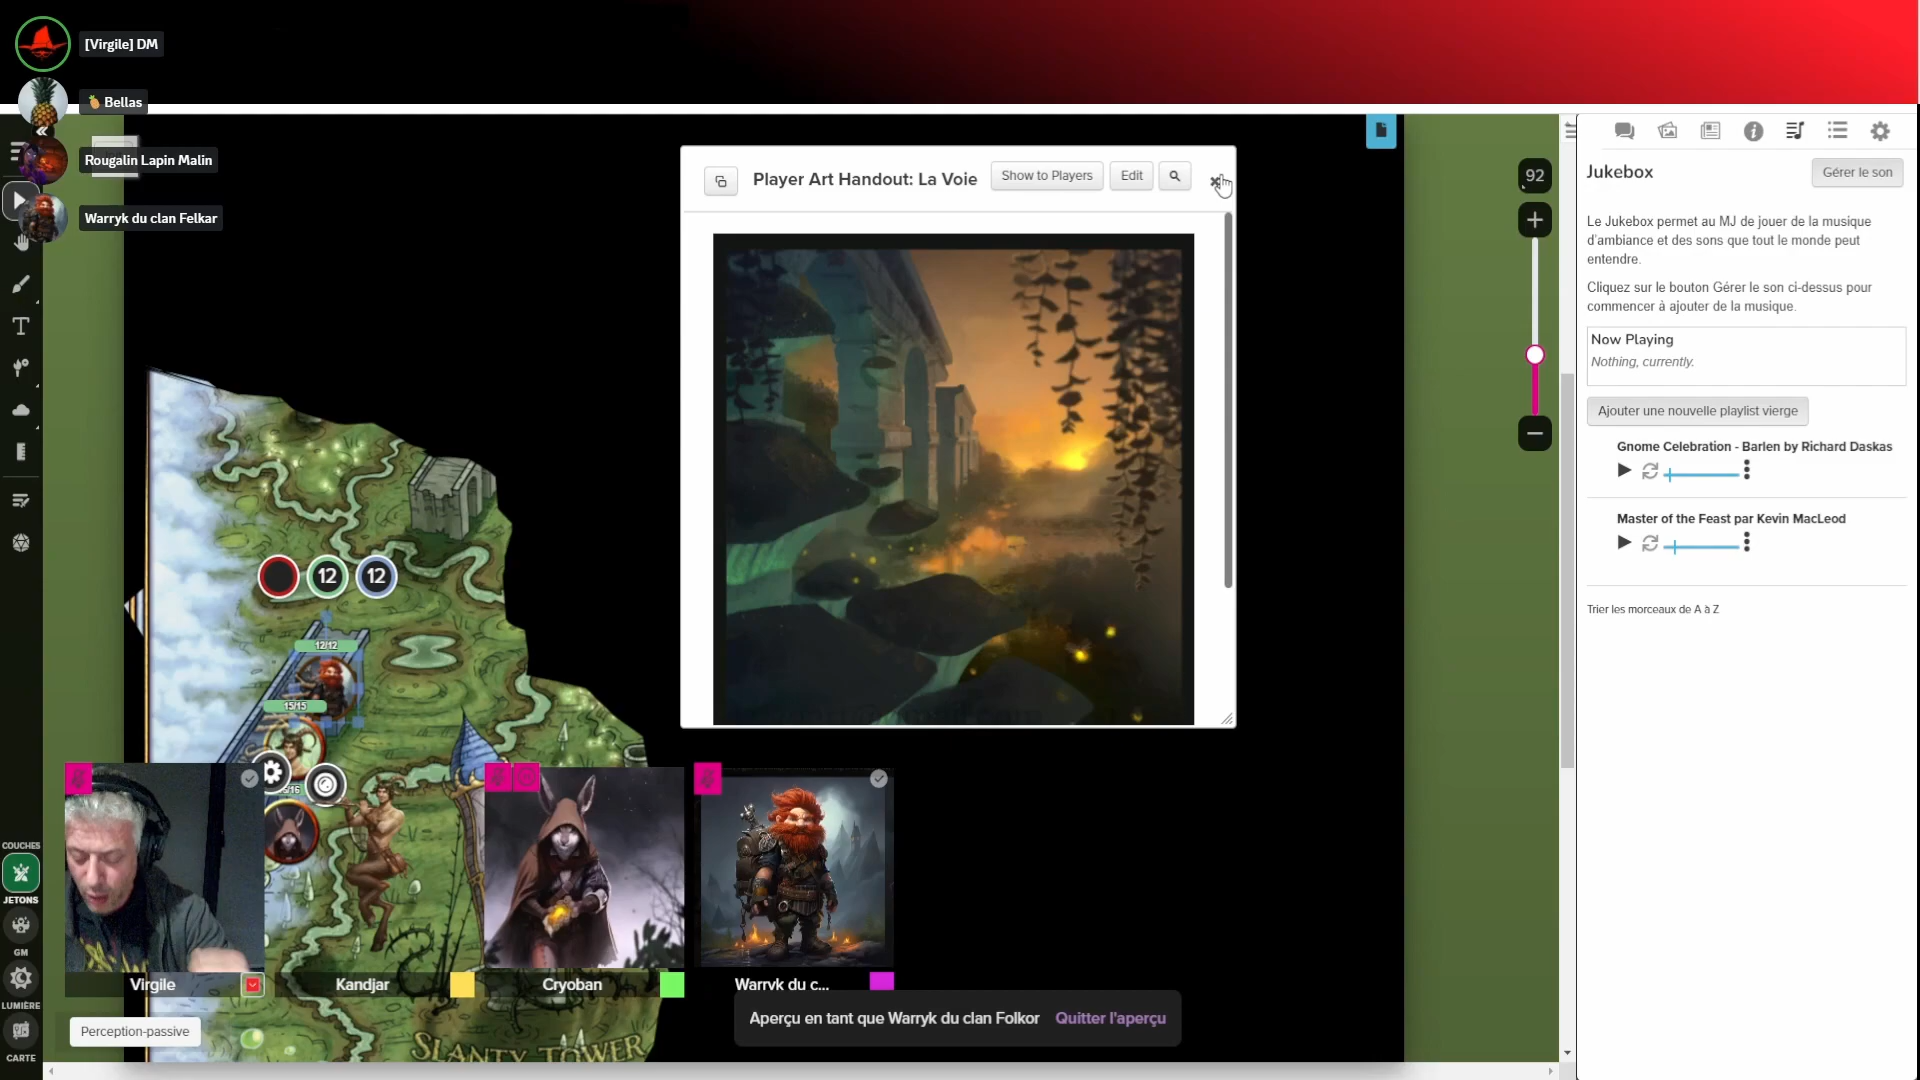 [Virgile] DM
Bellas
Rougalin Lapin Malin
Warryk du clan Felkar
Player Art Handout: La Voie
Show to Players
Edit
92
Jukebox
Gérer le son
Le Jukebox permet au MJ de jouer de la musique
d'ambiance et des sons que tout le monde peut
entendre.
Cliquez sur le bouton Gérer le son ci-dessus pour
commencer à ajouter de la musique.
Now Playing
Nothing, currently.
Ajouter une nouvelle playlist vierge
Gnome Celebration - Barlen by Richard Daskas
Master of the Feast par Kevin MacLeod
Trier les morceaux de A à Z
12
12
12/12
15/15
COUCHES
JETONS
GM
LUMIÈRE
CARTE
Virgile
Kandjar
Cryoban
Warryk du c...
Perception-passive
Aperçu en tant que Warryk du clan Folkor
Quitter l'aperçu
SLANTY TOWER